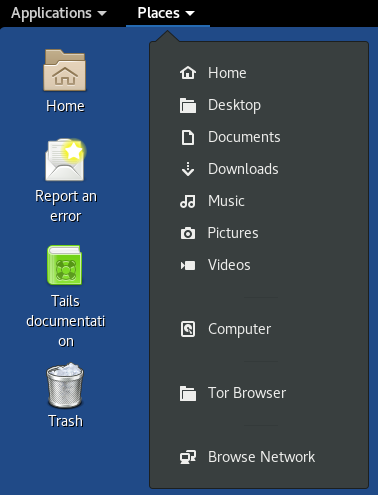 Applications
Places
Home
Report an
error
Tails
documentati
on
Trash
Home
Desktop
Documents
Downloads
Music
Pictures
Videos
Computer
Tor Browser
Browse Network